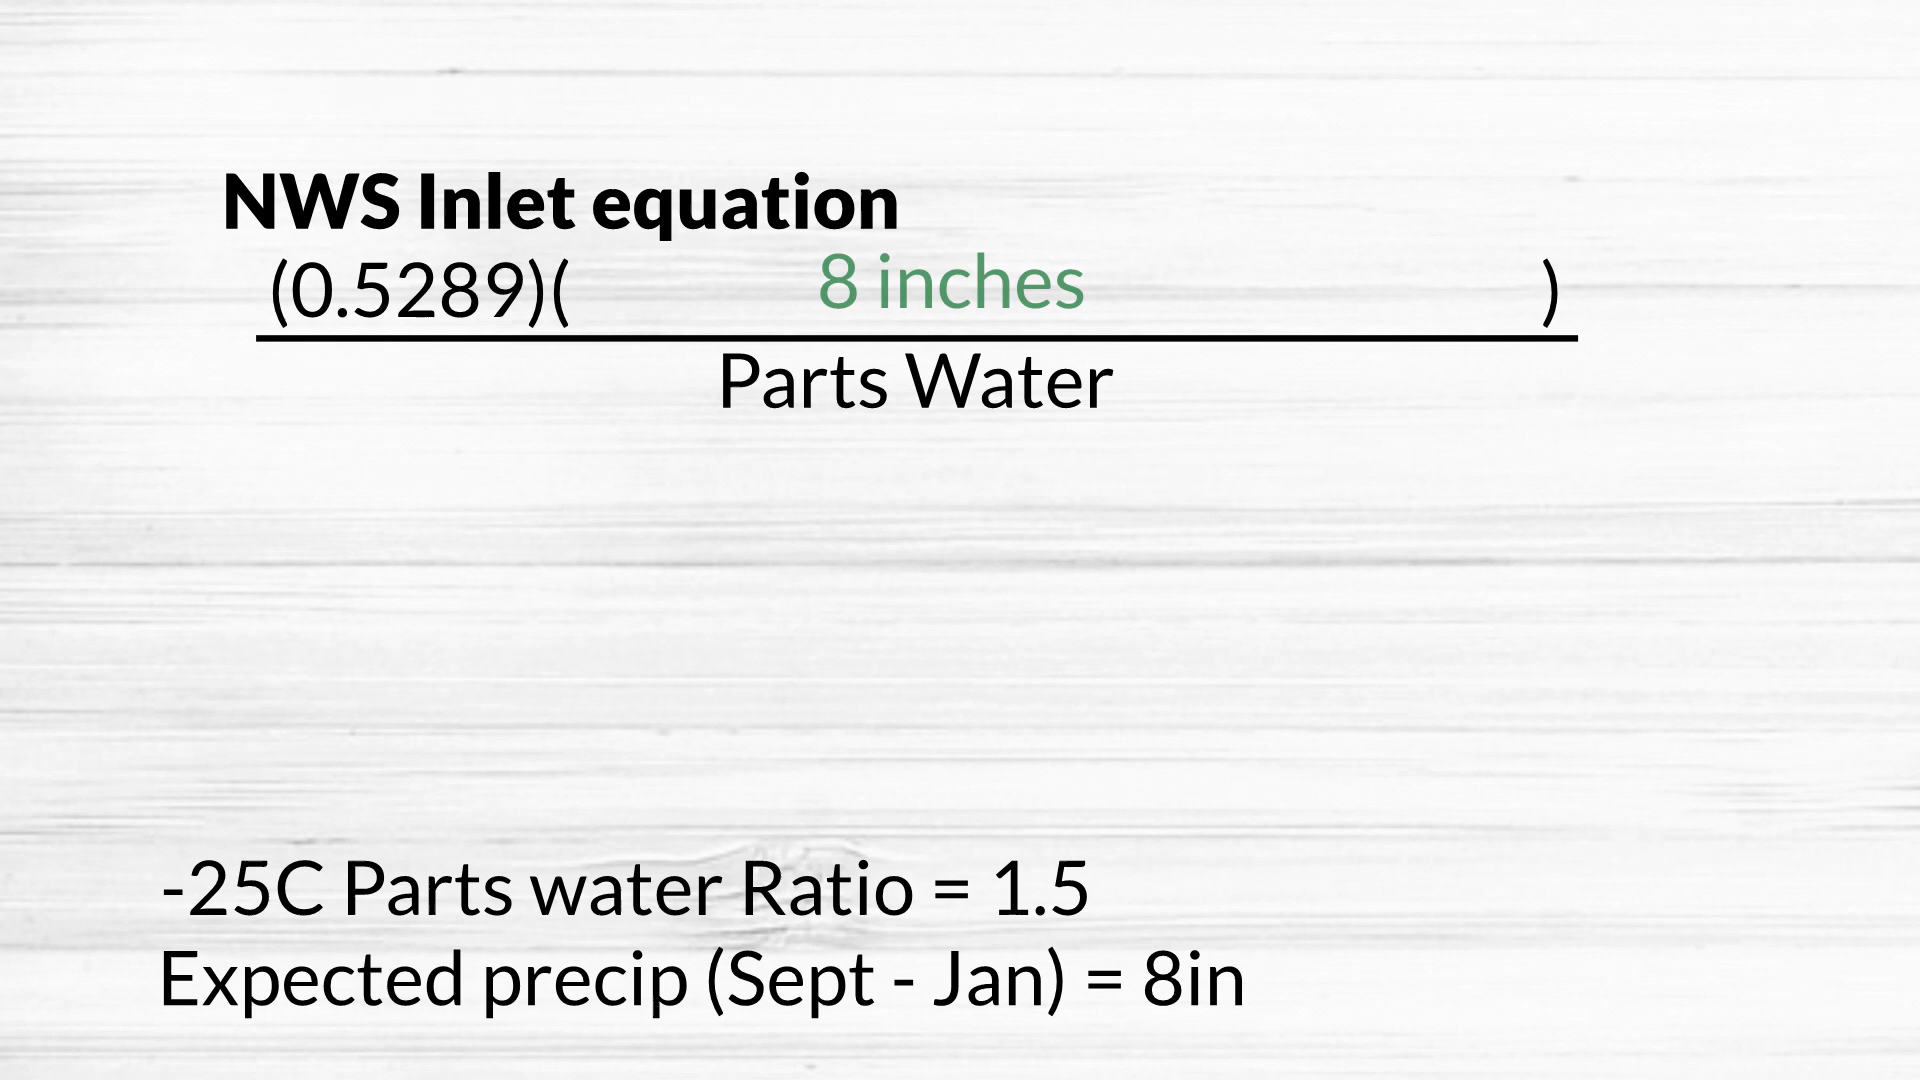 NWS Inlet equation
(0.5289)( 8 inches )
Parts Water
-25C Parts water Ratio = 1.5
Expected precip (Sept - Jan) = 8in